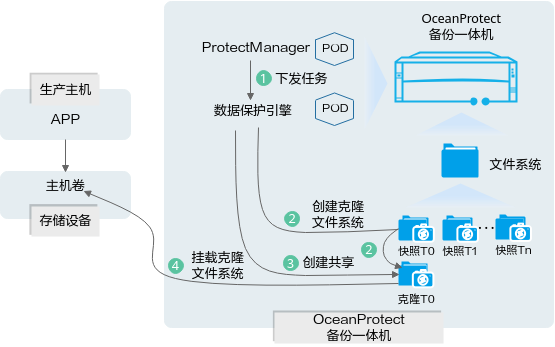 OceanProtect
备份一体机
ProtectManager
POD
1 下发任务
生产主机
APP
数据保护引擎
POD
文件系统
主机卷
存储设备
2 创建克隆
文件系统
快照T0
快照T1
...
快照Tn
2
4 挂载克隆
文件系统
3 创建共享
克隆T0
OceanProtect
备份一体机